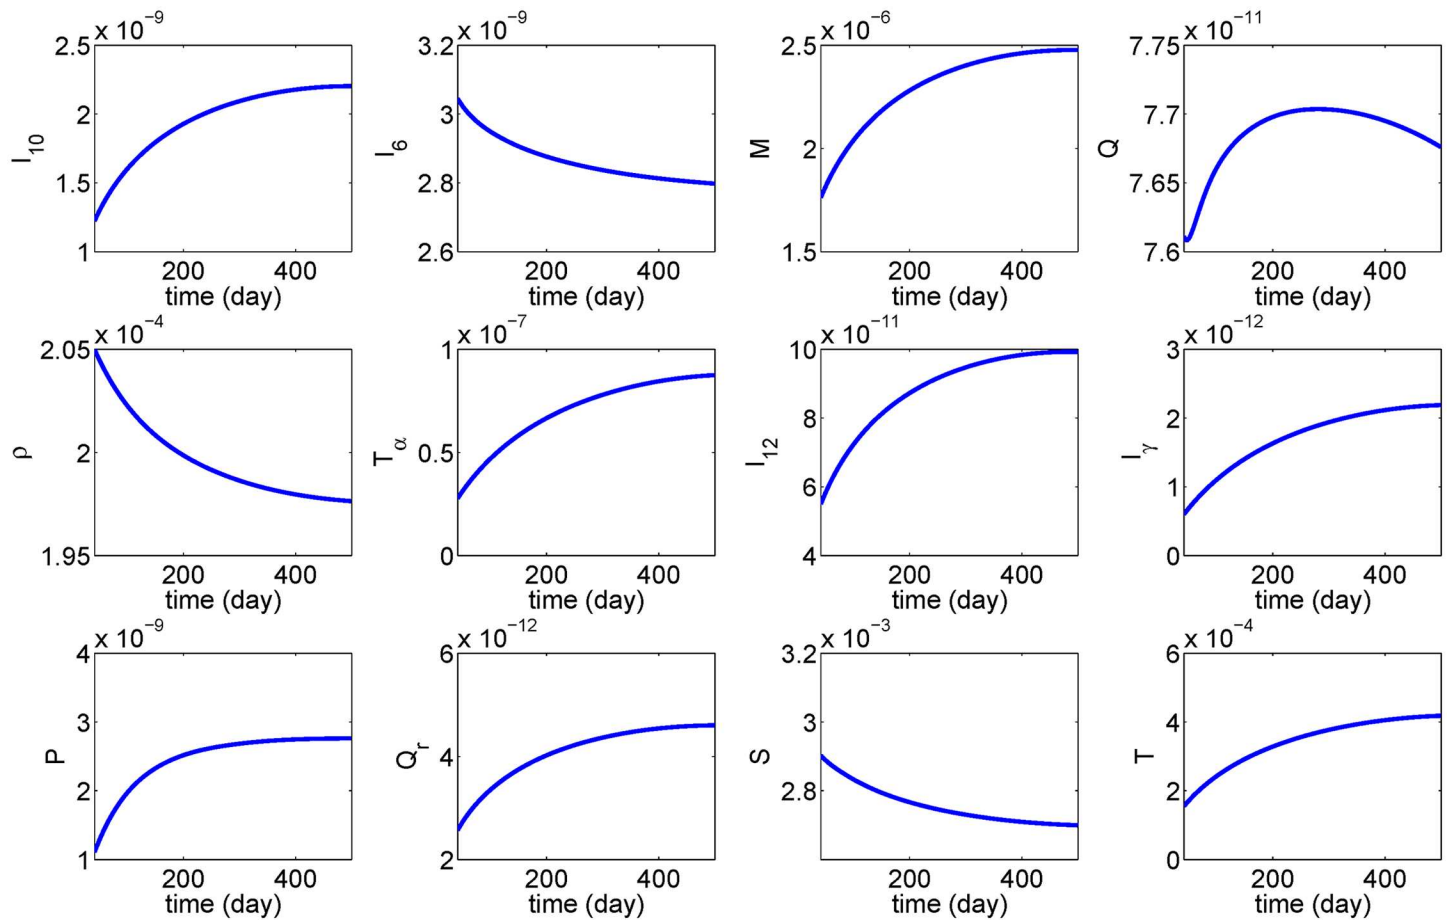 x 10⁻⁹
2.5
2
1.5
1
I₁₀
200 400
time (day)
x 10⁻⁹
3.2
3
2.8
2.6
I₆
200 400
time (day)
x 10⁻⁶
2.5
2
1.5
M
200 400
time (day)
x 10⁻¹¹
7.75
7.7
7.65
7.6
Q
200 400
time (day)
x 10⁻⁴
2.05
2
1.95
ρ
200 400
time (day)
x 10⁻⁷
1
0.5
0
T_α
200 400
time (day)
x 10⁻¹¹
10
8
6
4
I₁₂
200 400
time (day)
x 10⁻¹²
3
2
1
0
I_γ
200 400
time (day)
x 10⁻⁹
4
3
2
1
P
200 400
time (day)
x 10⁻¹²
6
4
2
Q_r
200 400
time (day)
x 10⁻³
3.2
3
2.8
S
200 400
time (day)
x 10⁻⁴
6
4
2
0
T
200 400
time (day)